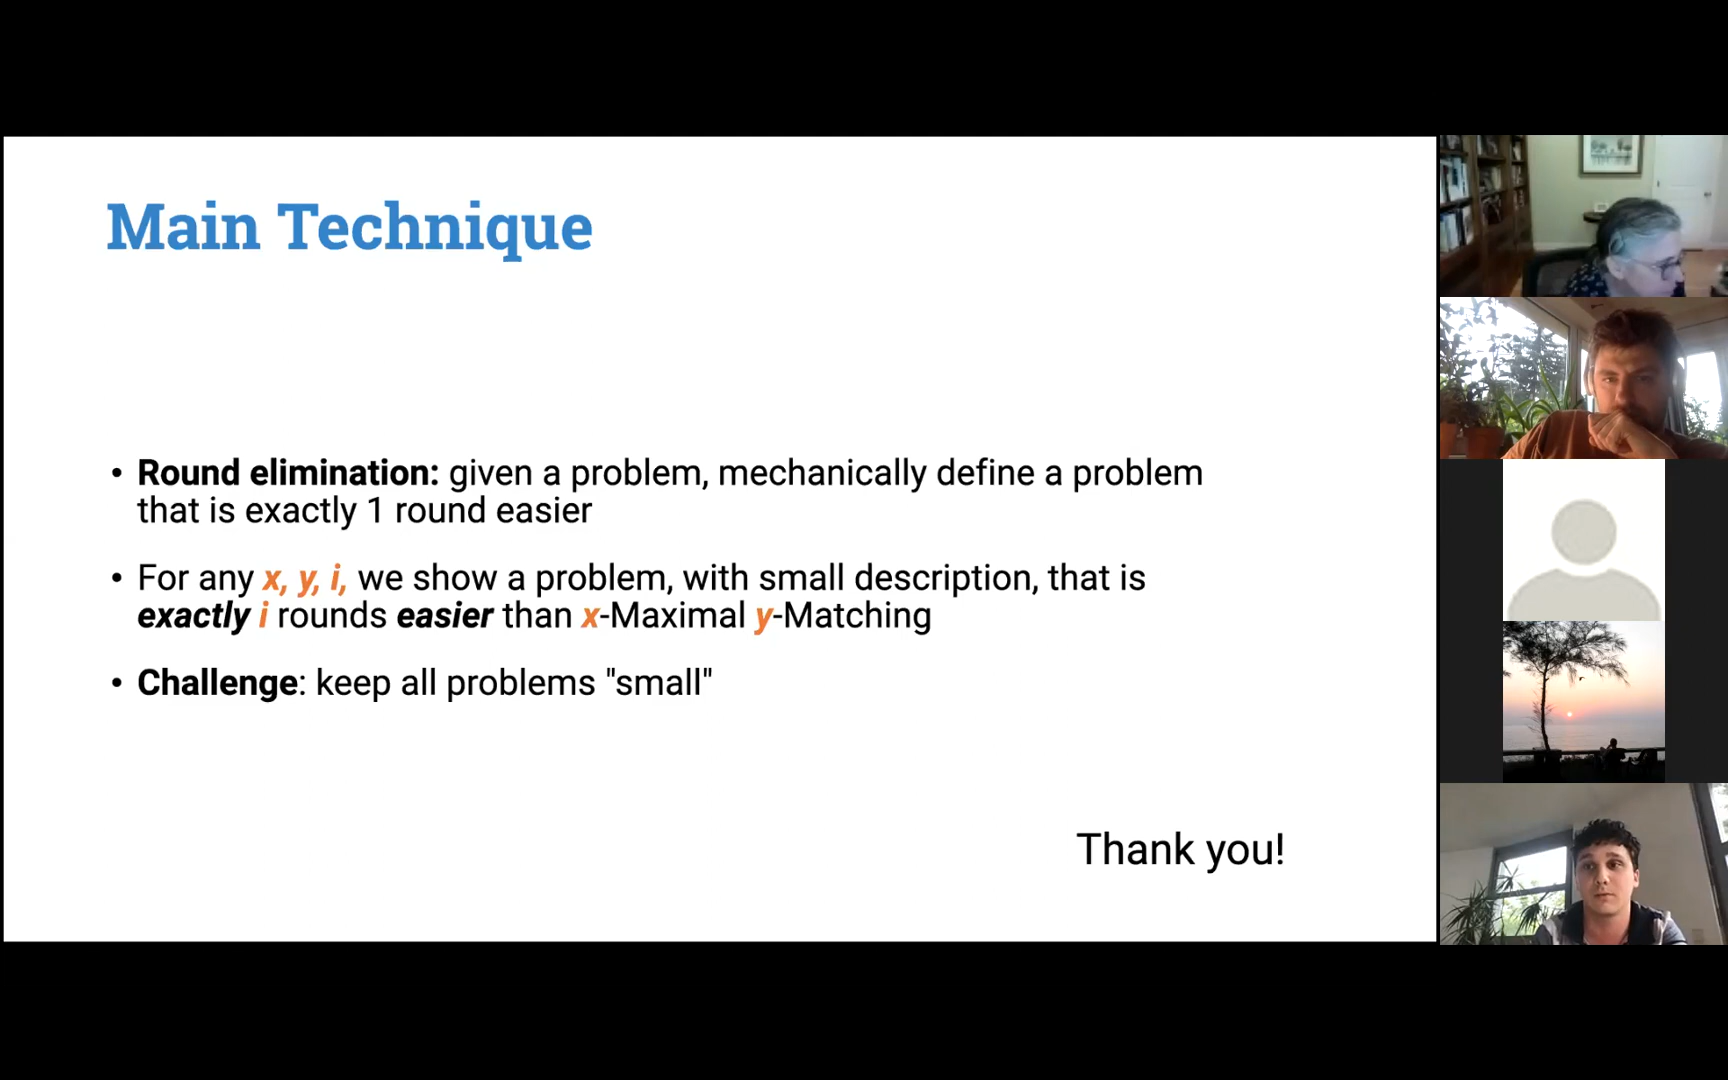 Main Technique
• Round elimination: given a problem, mechanically define a problem
that is exactly 1 round easier
• For any x, y, i, we show a problem, with small description, that is
exactly i rounds easier than x-Maximal y-Matching
• Challenge: keep all problems "small"
Thank you!